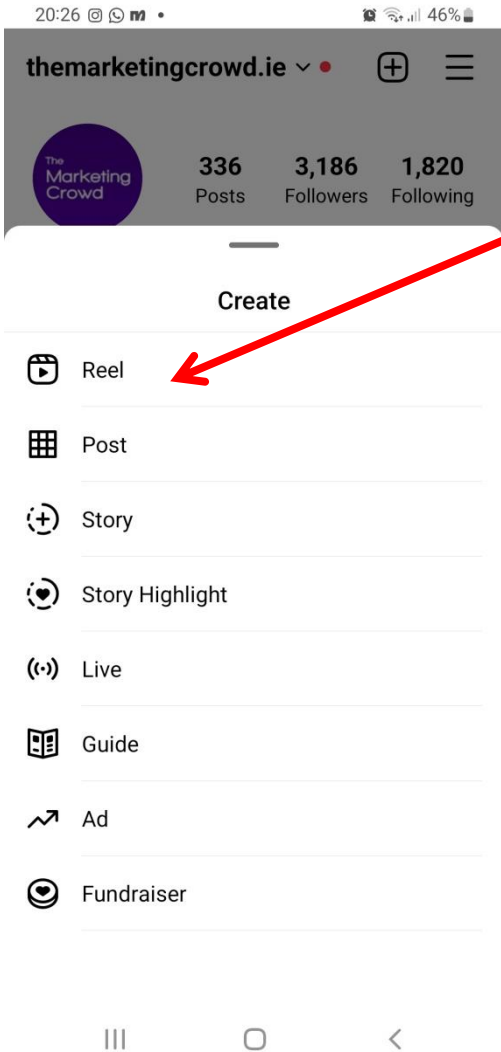 20:26 46%
themarketingcrowd.ie
The
Marketing
Crowd
336 3,186 1,820
Posts Followers Following
Create
Reel
Post
Story
Story Highlight
Live
Guide
Ad
Fundraiser